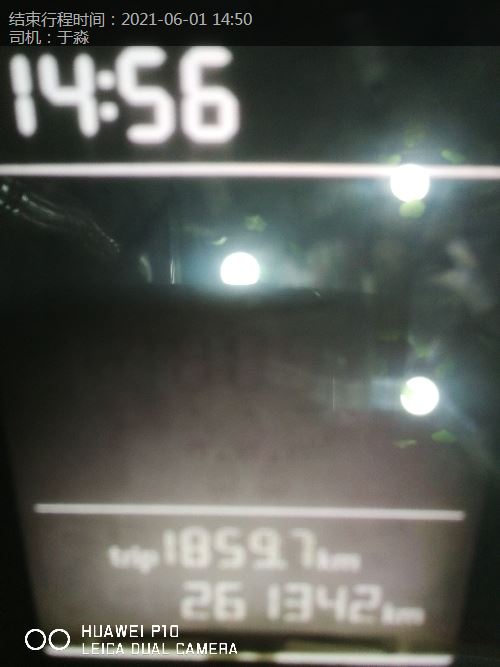 结束行程时间：2021-06-01 14:50
司机：于淼
14:56
trip 1859.7 km
261342 km
HUAWEI P10
LEICA DUAL CAMERA